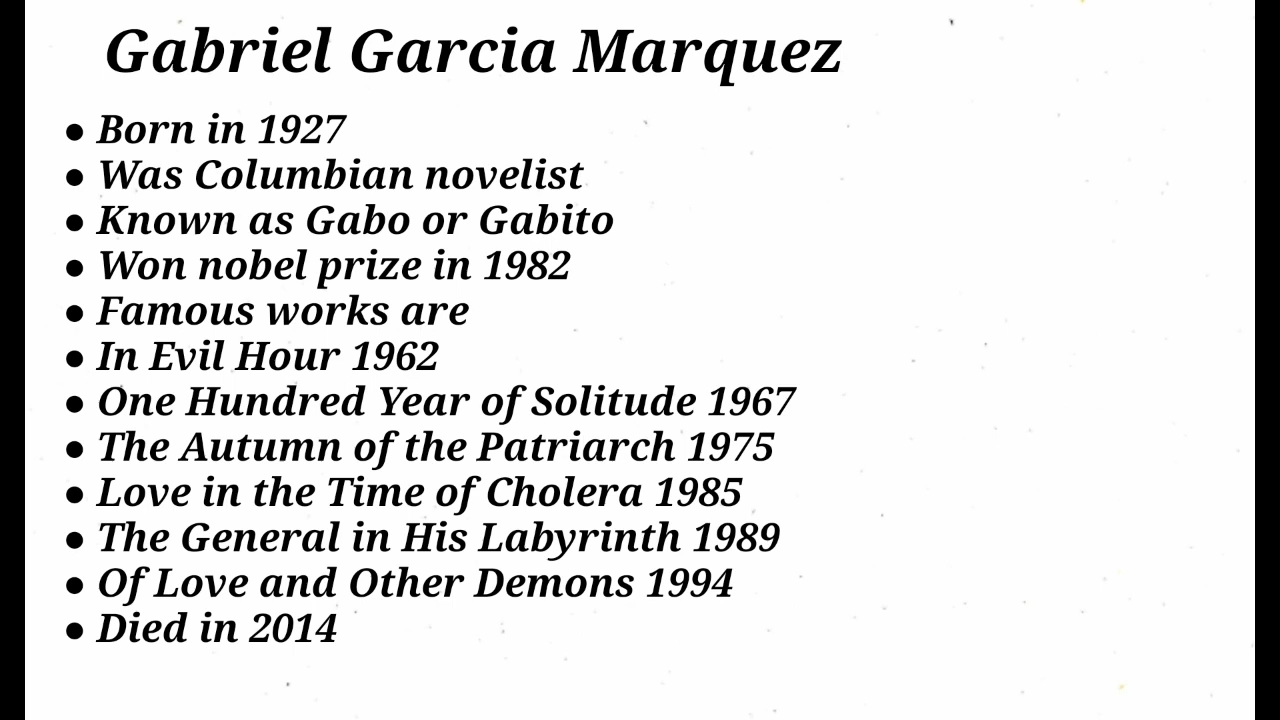 Gabriel Garcia Marquez
• Born in 1927
• Was Columbian novelist
• Known as Gabo or Gabito
• Won nobel prize in 1982
• Famous works are
• In Evil Hour 1962
• One Hundred Year of Solitude 1967
• The Autumn of the Patriarch 1975
• Love in the Time of Cholera 1985
• The General in His Labyrinth 1989
• Of Love and Other Demons 1994
• Died in 2014